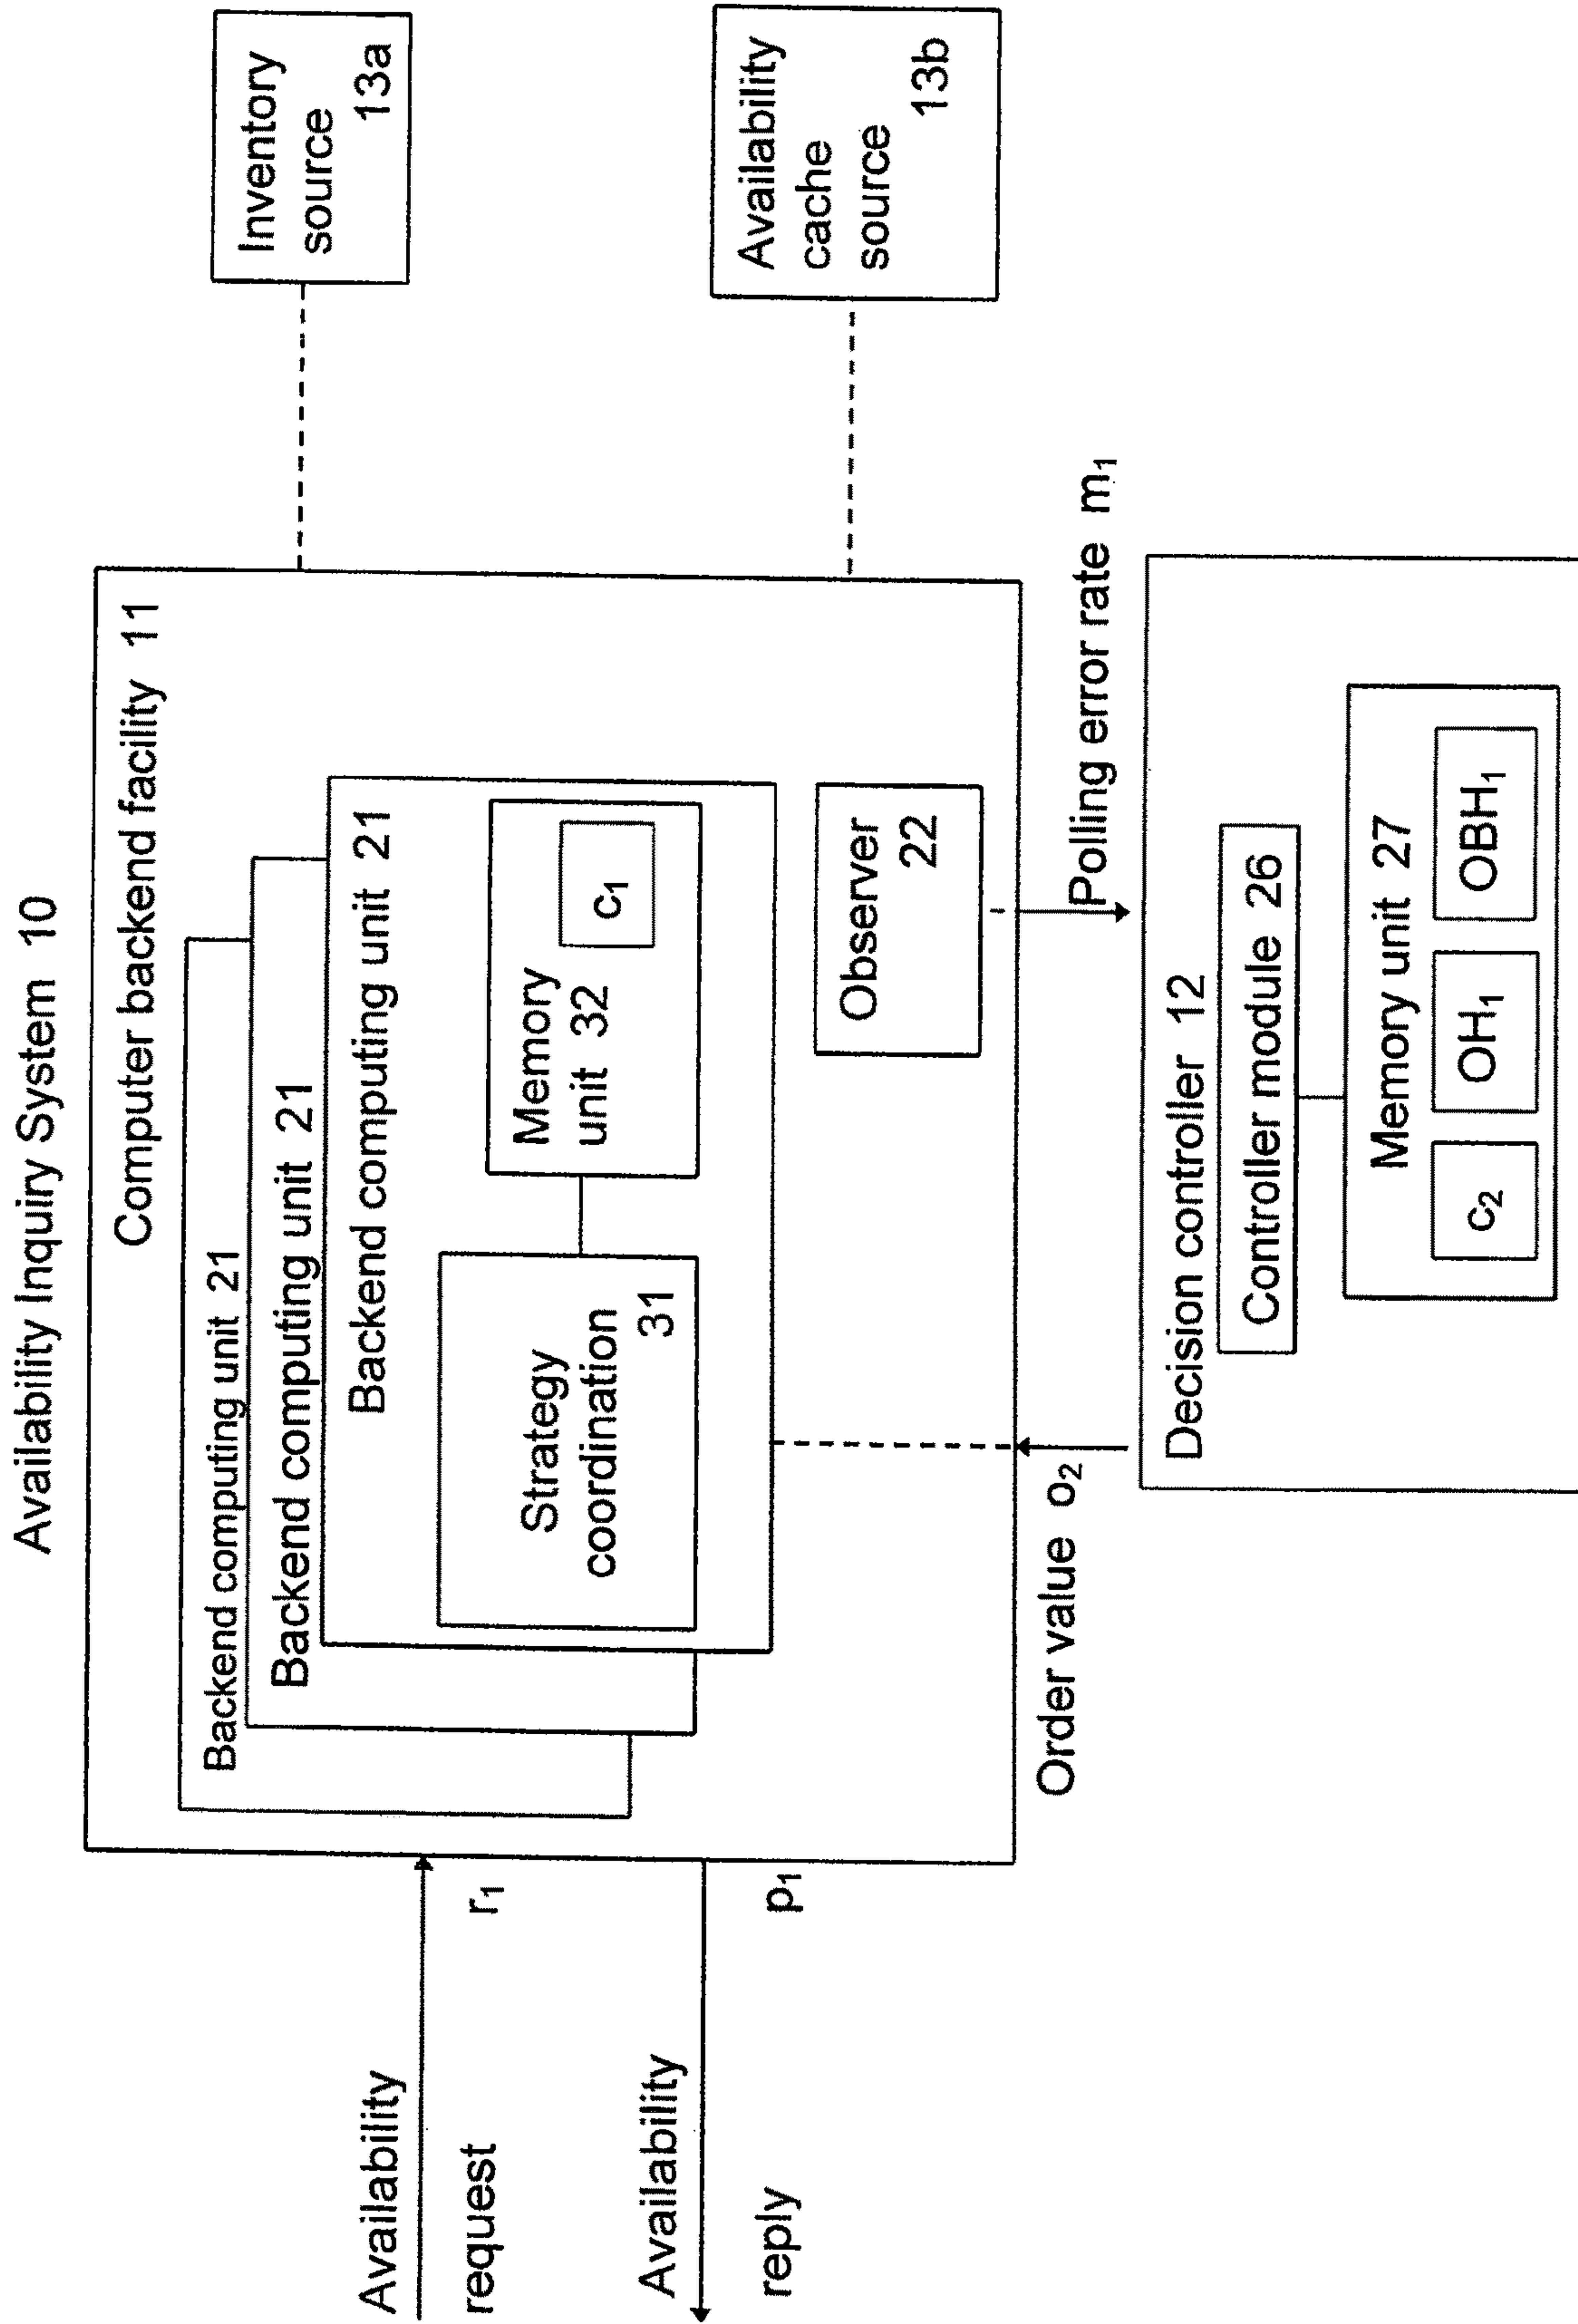 Availability Inquiry System 10
Computer backend facility 11
Backend computing unit 21
Backend computing unit 21
Backend computing unit 21
Strategy
coordination
31
Memory
unit 32
c₁
Observer
22
Availability
request
r₁
Availability
reply
p₁
Inventory
source
13a
Availability
cache
source
13b
Order value o₂
Polling error rate m₁
Decision controller 12
Controller module 26
Memory unit 27
c₂
OH₁
OBH₁